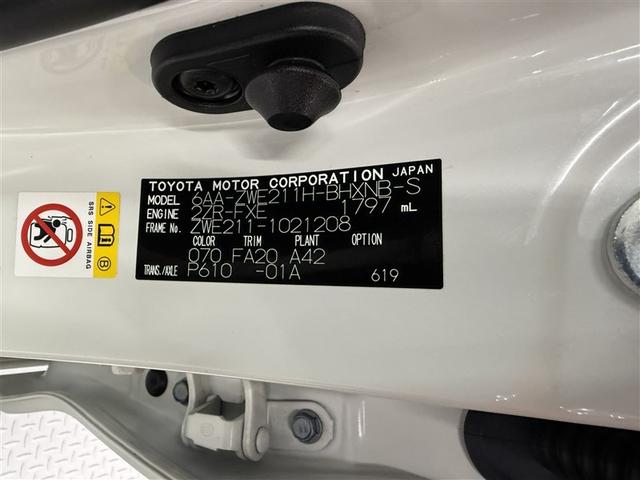 TOYOTA MOTOR CORPORATION JAPAN
MODEL 6AA-ZWE211H-BHXNB-S
ENGINE 2ZR-FXE 1797 mL
FRAME No. ZWE211-1021208
COLOR TRIM PLANT OPTION
070 FA20 A42
TRANS./AXLE P610 -01A 619
SRS SIDE AIRBAG
B